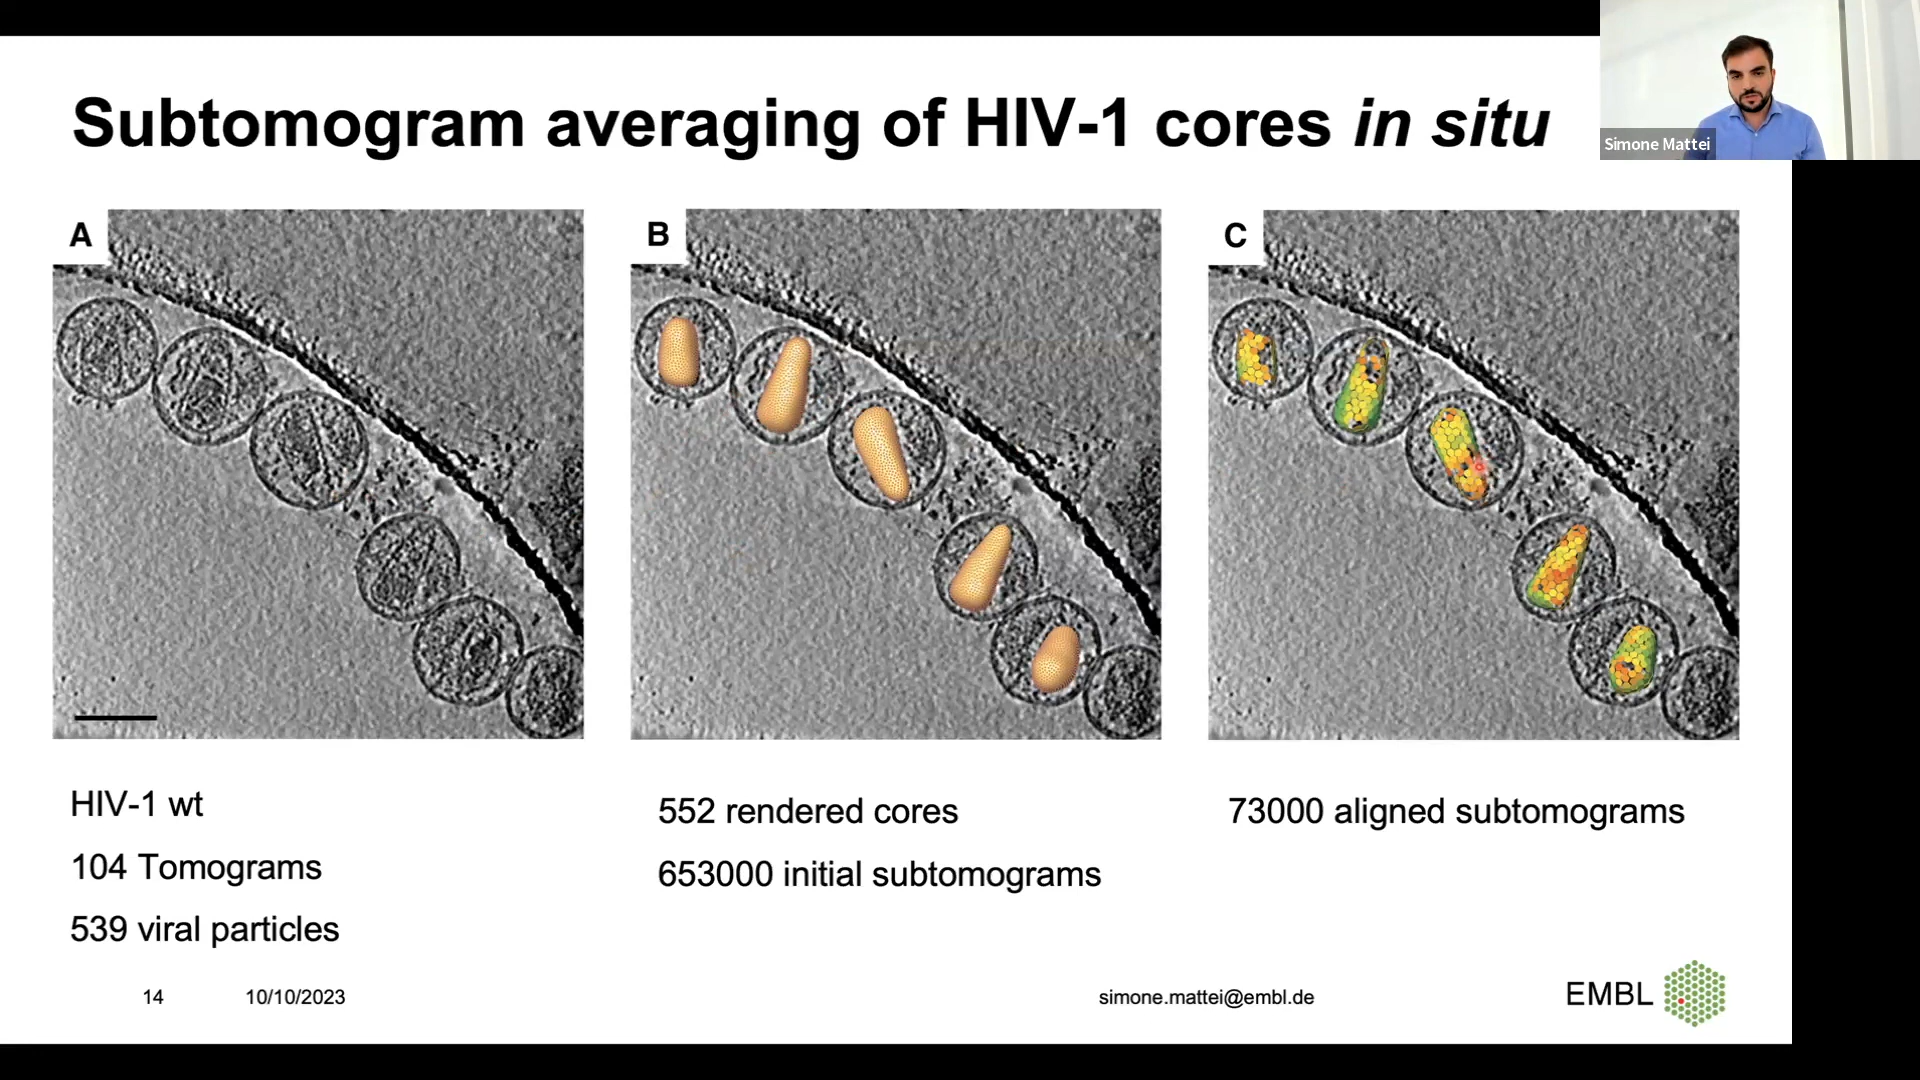 Subtomogram averaging of HIV-1 cores in situ
Simone Mattei
A
B
C
HIV-1 wt
104 Tomograms
539 viral particles
552 rendered cores
653000 initial subtomograms
73000 aligned subtomograms
14
10/10/2023
simone.mattei@embl.de
EMBL